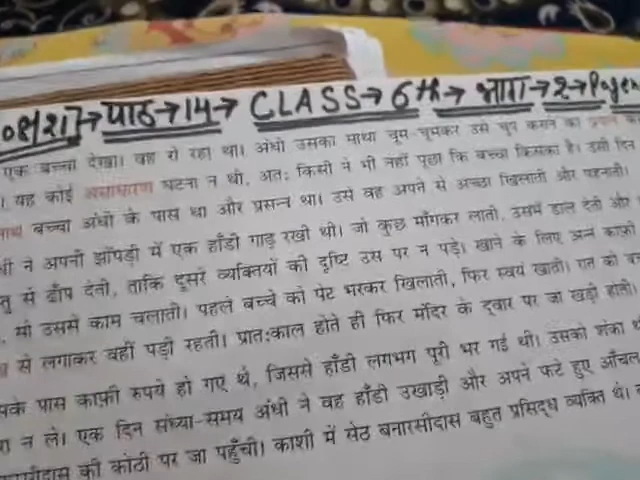 08/21]→पाठ→14→ CLASS→ 6th→ भाग→2→Page
एक बच्चा देखा। वह रो रहा था। अंधी उसका माथा चूम-चूमकर उसे चुप कराने का प्रयत्न
। यह कोई असाधारण घटना न थी, अतः किसी ने भी नहीं पूछा कि बच्चा किसका है। उसी दिन
बच्चा अंधी के पास था और प्रसन्न था। उसे वह अपने से अच्छा खिलाती और पहनाती।
ने अपनी झोंपड़ी में एक हाँडी गाड़ रखी थी। जो कुछ माँगकर लाती, उसमें डाल देती और
से ढाँप देती, ताकि दूसरे व्यक्तियों की दृष्टि उस पर न पड़े। खाने के लिए अन्न काफ़ी
उससे काम चलाती। पहले बच्चे को पेट भरकर खिलाती, फिर स्वयं खाती। रात को
से लगाकर वहीं पड़ी रहती। प्रातःकाल होते ही फिर मंदिर के द्वार पर जा खड़ी होती।
पास काफ़ी रुपये हो गए थे, जिससे हाँडी लगभग पूरी भर गई थी। उसको शंका
न ले। एक दिन संध्या-समय अंधी ने वह हाँडी उखाड़ी और अपने फटे हुए आँचल
की कोठी पर जा पहुँची। काशी में सेठ बनारसीदास बहुत प्रसिद्ध व्यक्ति थे।